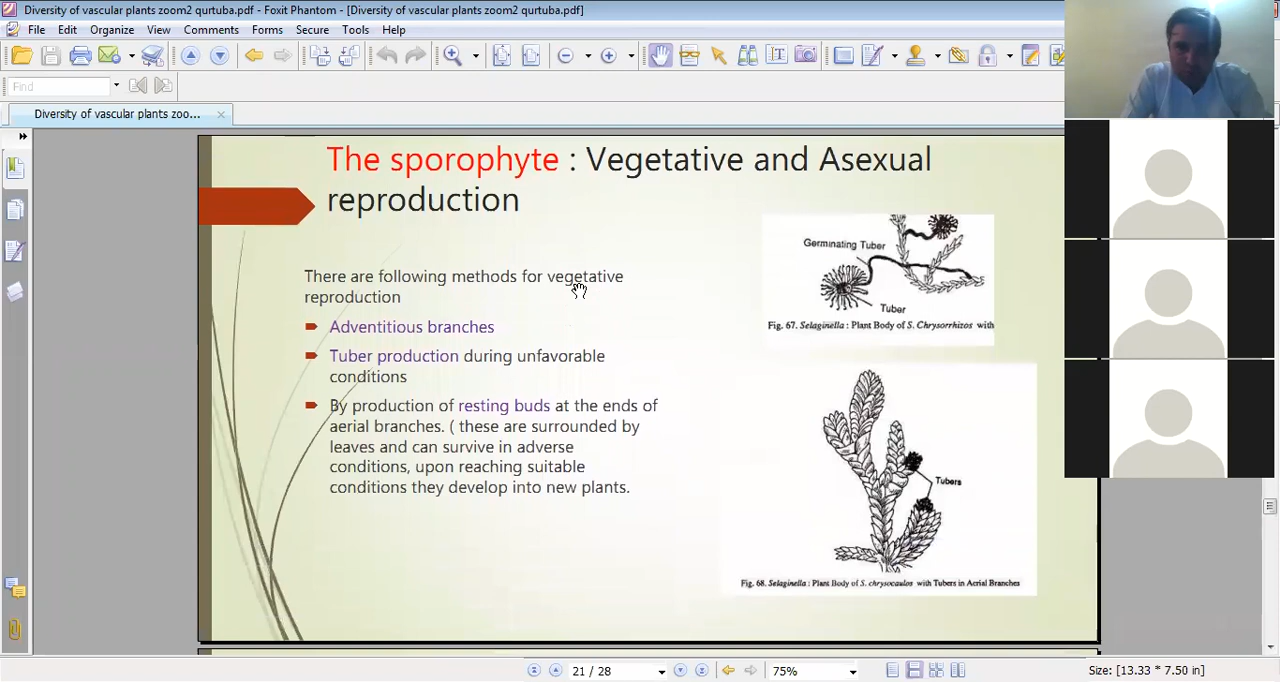 Diversity of vascular plants zoom2 qurtuba.pdf - Foxit Phantom - [Diversity of vascular plants zoom2 qurtuba.pdf]
File Edit Organize View Comments Forms Secure Tools Help
Find
Diversity of vascular plants zoo...
The sporophyte : Vegetative and Asexual
reproduction
There are following methods for vegetative
reproduction
Adventitious branches
Tuber production during unfavorable
conditions
By production of resting buds at the ends of
aerial branches. ( these are surrounded by
leaves and can survive in adverse
conditions, upon reaching suitable
conditions they develop into new plants.
Germinating Tuber
Tuber
Fig. 67. Selaginella : Plant Body of S. Chrysorrhizos with
Tubers
Fig. 68. Selaginella : Plant Body of S. chrysocaulos with Tubers in Aerial Branches
21 / 28
75%
Size: [13.33 * 7.50 in]